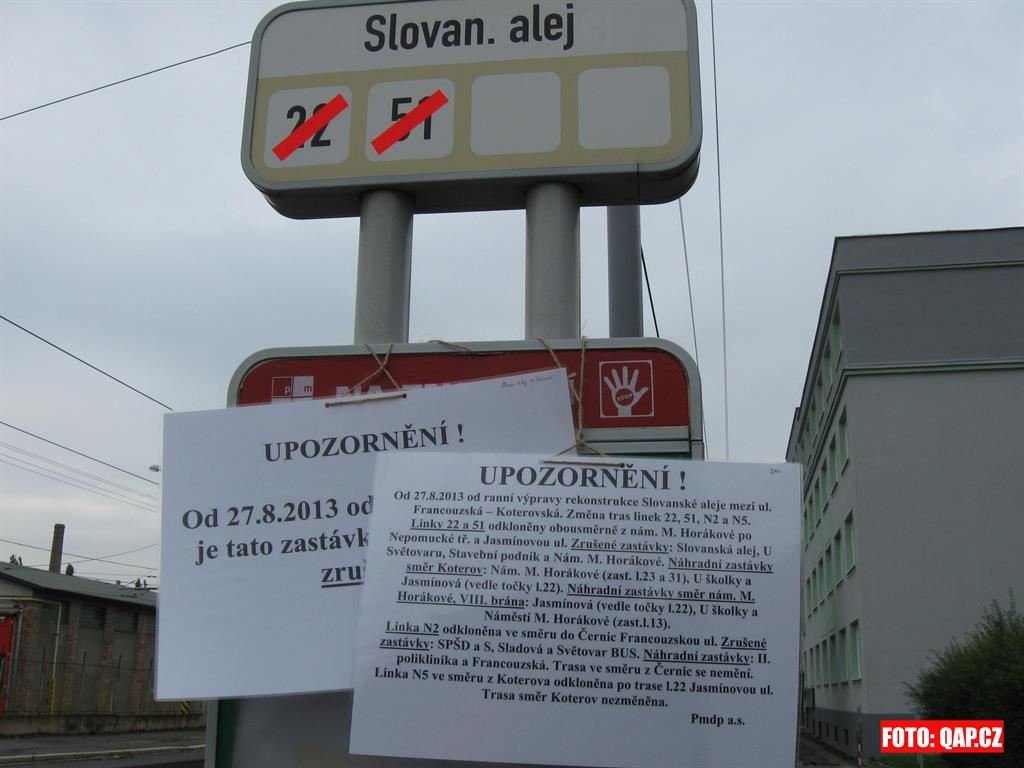 Slovan. alej
22 51
p m
STOP
UPOZORNĚNÍ !
Od 27.8.2013 od
je tato zastávk
zru
UPOZORNĚNÍ !
Od 27.8.2013 od ranní výpravy rekonstrukce Slovanské aleje mezi ul.
Francouzská – Koterovská. Změna tras linek 22, 51, N2 a N5.
Linky 22 a 51 odkloněny obousměrně z nám. M. Horákové po
Nepomucké tř. a Jasmínovou ul. Zrušené zastávky: Slovanská alej, U
Světovaru, Stavební podnik a Nám. M. Horákové. Náhradní zastávky
směr Koterov: Nám. M. Horákové (zast. l.23 a 31), U školky a
Jasmínová (vedle točky l.22). Náhradní zastávky směr nám. M.
Horákové, VIII. brána: Jasmínová (vedle točky l.22), U školky a
Náměstí M. Horákové (zast.l.13).
Linka N2 odkloněna ve směru do Černic Francouzskou ul. Zrušené
zastávky: SPŠD a S, Sladová a Světovar BUS. Náhradní zastávky: II.
poliklinika a Francouzská. Trasa ve směru z Černic se nemění.
Linka N5 ve směru z Koterova odkloněna po trase l.22 Jasmínovou ul.
Trasa směr Koterov nezměněna.
Pmdp a.s.
FOTO: QAP.CZ